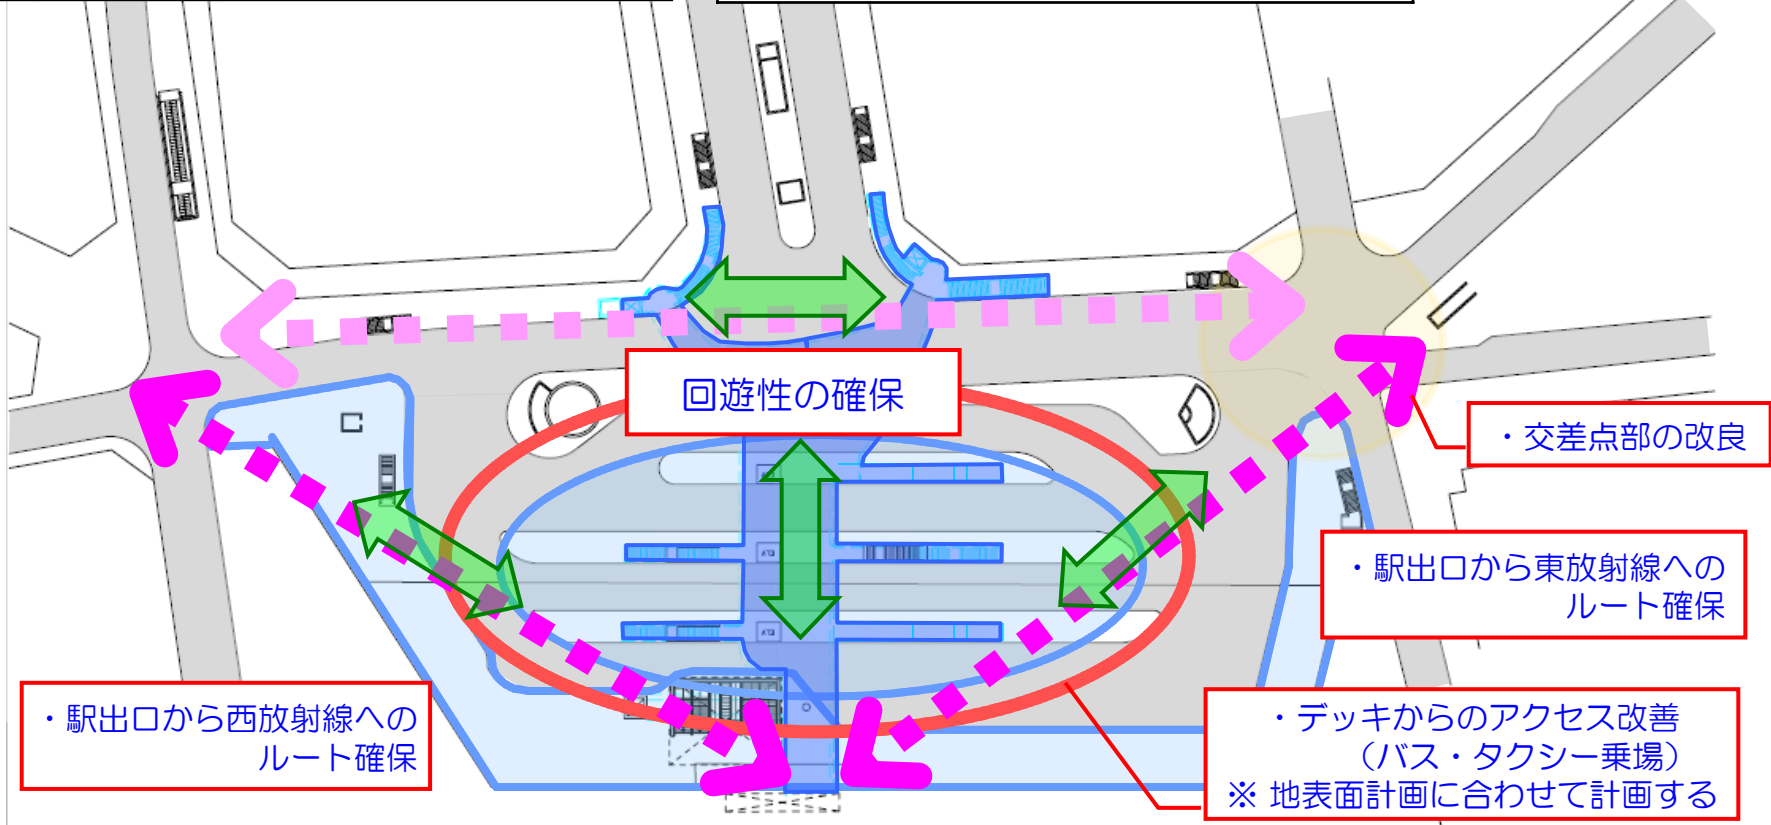 回遊性の確保
・交差点部の改良
・駅出口から東放射線への
ルート確保
・駅出口から西放射線への
ルート確保
・デッキからのアクセス改善
（バス・タクシー乗場）
※ 地表面計画に合わせて計画する